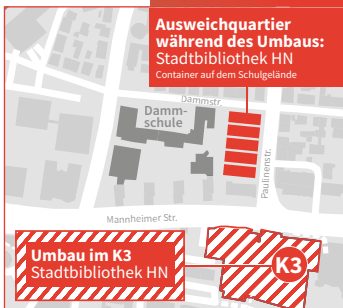 Ausweichquartier
während des Umbaus:
Stadtbibliothek HN
Container auf dem Schulgelände
Dammstr.
Damm-
schule
Paulinenstr.
Mannheimer Str.
Umbau im K3
Stadtbibliothek HN
K3